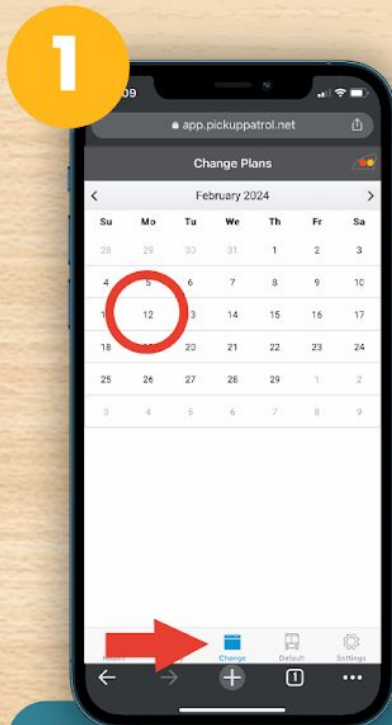 1
09
app.pickuppatrol.net
Change Plans
< February 2024 >
Su Mo Tu We Th Fr Sa
28 29 30 31 1 2 3
4 5 6 7 8 9 10
12 13 14 15 16 17
18 20 21 22 23 24
25 26 27 28 29 1 2
3 4 5 6 7 8 9
Change Default Settings
1